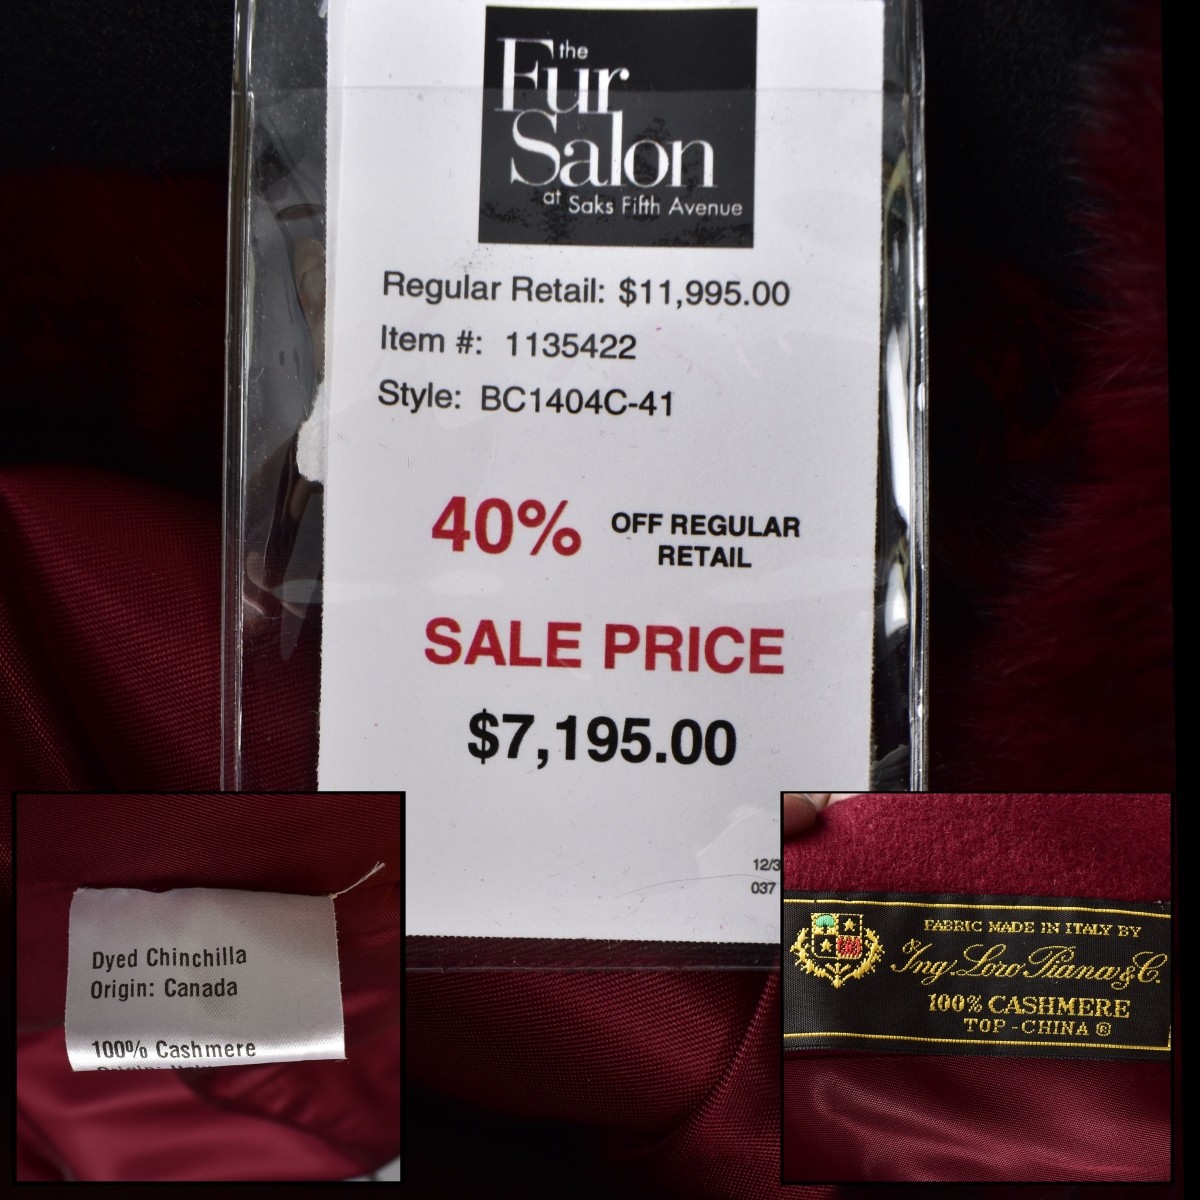 the
Fur
Salon
at Saks Fifth Avenue
Regular Retail: $11,995.00
Item #: 1135422
Style: BC1404C-41
40% OFF REGULAR
RETAIL
SALE PRICE
$7,195.00
12/3
037
Dyed Chinchilla
Origin: Canada
100% Cashmere
Origin: Italy
FABRIC MADE IN ITALY BY
Ing. Loro Piana & C.
100% CASHMERE
TOP-CHINA ®